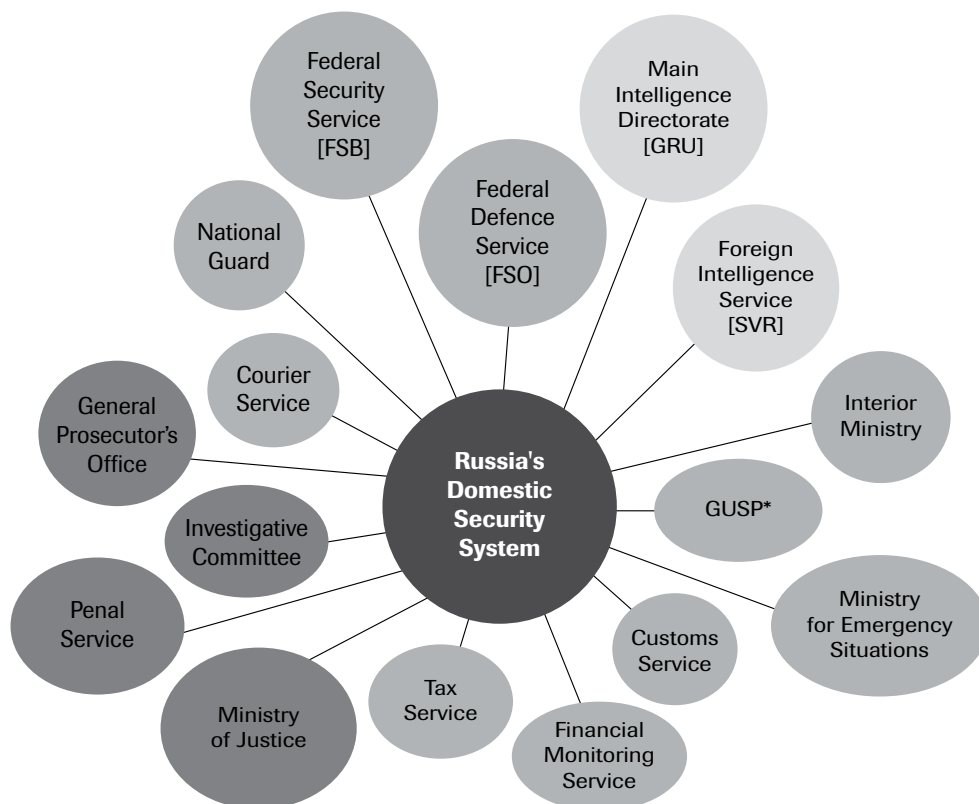 Federal
Security
Service
[FSB]
Main
Intelligence
Directorate
[GRU]
Federal
Defence
Service
[FSO]
National
Guard
Foreign
Intelligence
Service
[SVR]
Courier
Service
General
Prosecutor's
Office
Interior
Ministry
Russia's
Domestic
Security
System
GUSP*
Investigative
Committee
Penal
Service
Ministry
for Emergency
Situations
Customs
Service
Tax
Service
Ministry
of Justice
Financial
Monitoring
Service